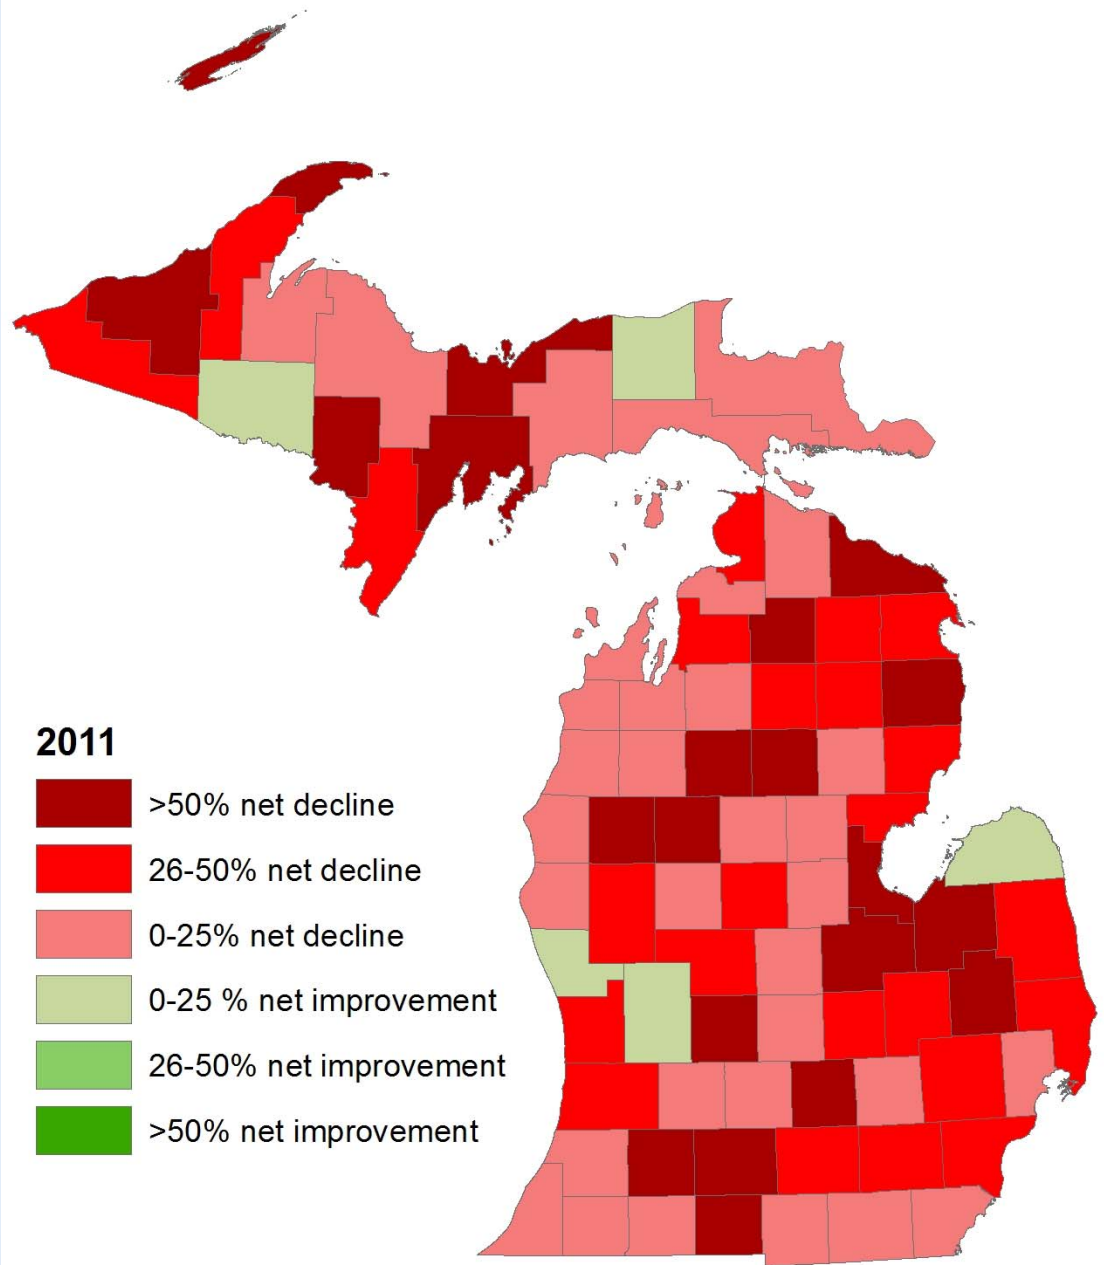 2011
>50% net decline
26-50% net decline
0-25% net decline
0-25 % net improvement
26-50% net improvement
>50% net improvement